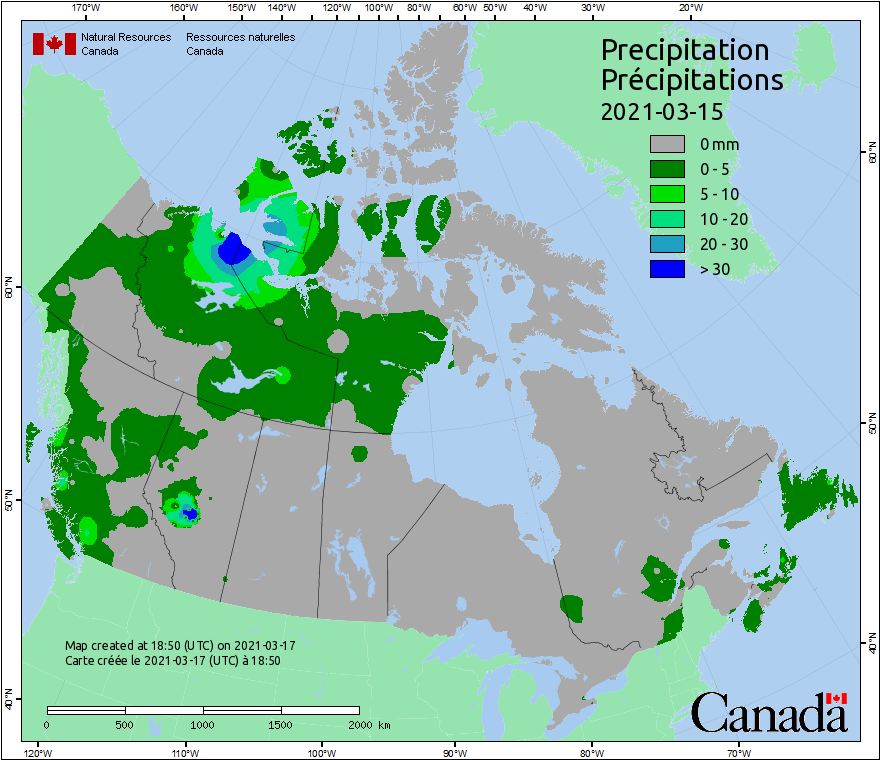 170°W 160°W 150°W 140°W 120°W 100°W 80°W 60°W 50°W 40°W 30°W 20°W
Natural Resources Ressources naturelles
Canada Canada
Precipitation
Précipitations
2021-03-15
0 mm
0 - 5
5 - 10
10 - 20
20 - 30
> 30
60°N
60°N
50°N
50°N
40°N
40°N
Map created at 18:50 (UTC) on 2021-03-17
Carte créée le 2021-03-17 (UTC) à 18:50
0 500 1000 1500 2000 km
Canada
120°W 110°W 100°W 90°W 80°W 70°W